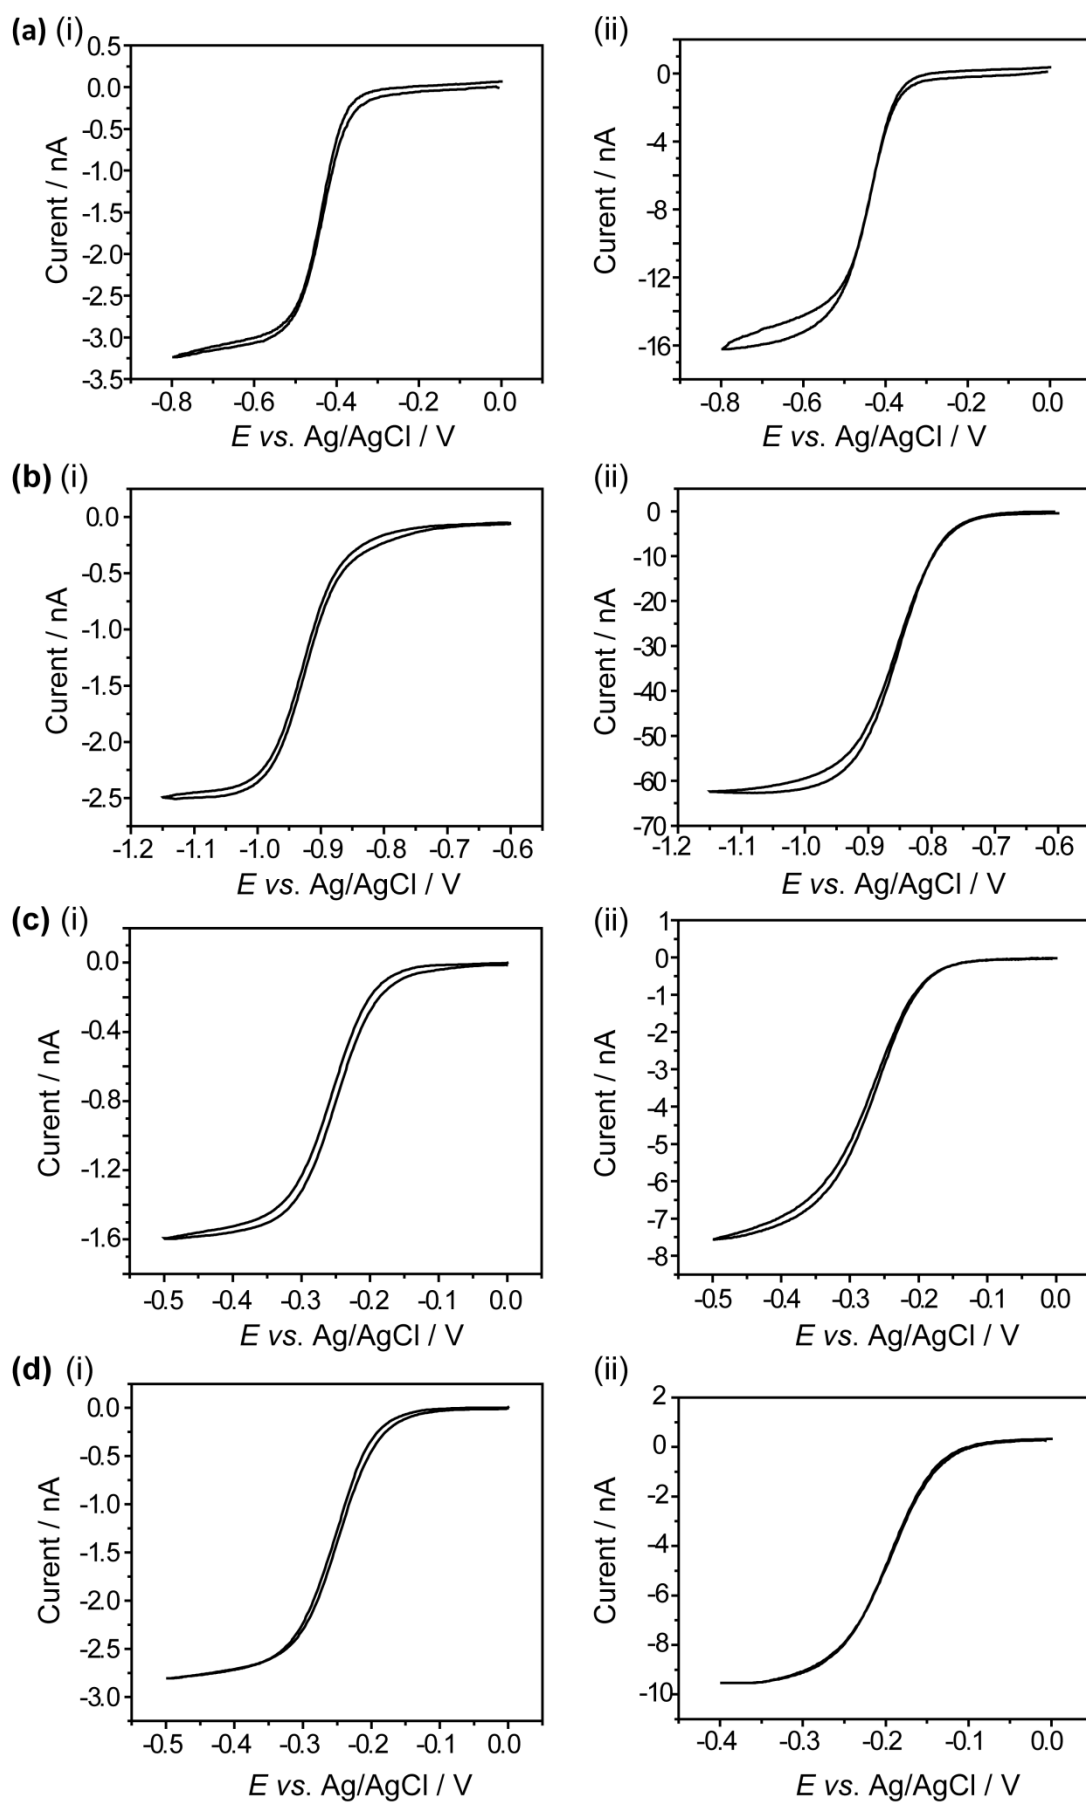 (a) (i)
0.5
0.0
-0.5
-1.0
-1.5
-2.0
-2.5
-3.0
-3.5
Curent / nA
-0.8 -0.6 -0.4 -0.2 0.0
E vs. Ag/AgCl / V
(ii)
0
-4
-8
-12
-16
Curent / nA
-0.8 -0.6 -0.4 -0.2 0.0
E vs. Ag/AgCl / V
(b) (i)
0.0
-0.5
-1.0
-1.5
-2.0
-2.5
Curent / nA
-1.2 -1.1 -1.0 -0.9 -0.8 -0.7 -0.6
E vs. Ag/AgCl / V
(ii)
0
-10
-20
-30
-40
-50
-60
-70
Curent / nA
-1.2 -1.1 -1.0 -0.9 -0.8 -0.7 -0.6
E vs. Ag/AgCl / V
(c) (i)
0.0
-0.4
-0.8
-1.2
-1.6
Curent / nA
-0.5 -0.4 -0.3 -0.2 -0.1 0.0
E vs. Ag/AgCl / V
(ii)
1
0
-1
-2
-3
-4
-5
-6
-7
-8
Curent / nA
-0.5 -0.4 -0.3 -0.2 -0.1 0.0
E vs. Ag/AgCl / V
(d) (i)
0.0
-0.5
-1.0
-1.5
-2.0
-2.5
-3.0
Curent / nA
-0.5 -0.4 -0.3 -0.2 -0.1 0.0
E vs. Ag/AgCl / V
(ii)
2
0
-2
-4
-6
-8
-10
Curent / nA
-0.4 -0.3 -0.2 -0.1 0.0
E vs. Ag/AgCl / V